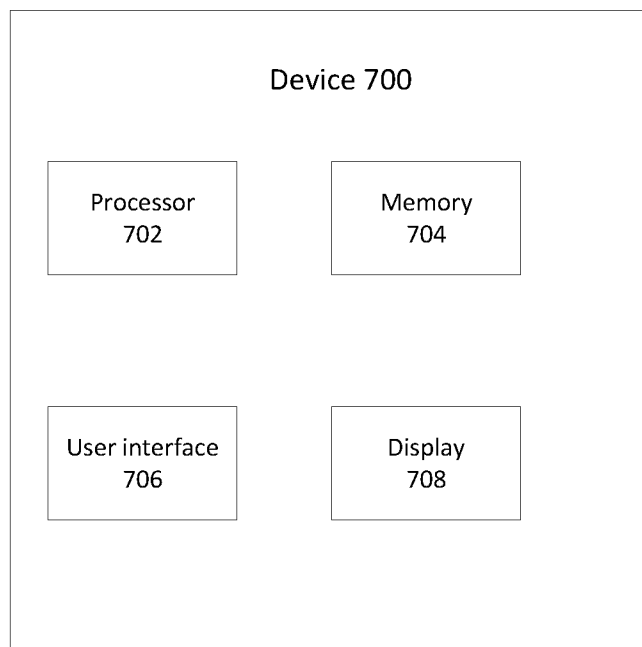 Device 700
Processor
702
Memory
704
User interface
706
Display
708